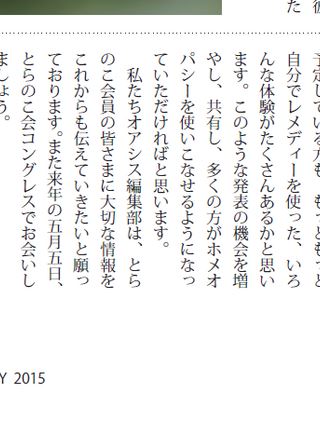 た
予定している方も、もっともっと
自分でレメディーを使った、いろ
んな体験がたくさんあるかと思い
ます。このような発表の機会を増
やし、共有し、多くの方がホメオ
パシーを使いこなせるようになっ
ていただければと思います。
私たちオアシス編集部は、とら
のこ会員の皆さまに大切な情報を
これからも伝えていきたいと願っ
ております。また来年の五月五日、
とらのこ会コングレスでお会いし
ましょう。
Y 2015